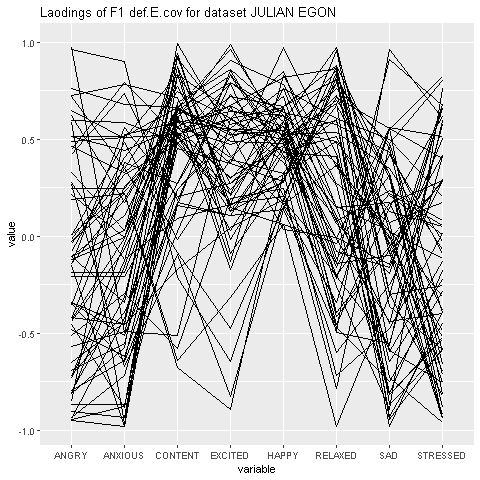 Laodings of F1 def.E.cov for dataset JULIAN EGON
1.0
0.5
0.0
-0.5
-1.0
value
ANGRY ANXIOUS CONTENT EXCITED HAPPY RELAXED SAD STRESSED
variable